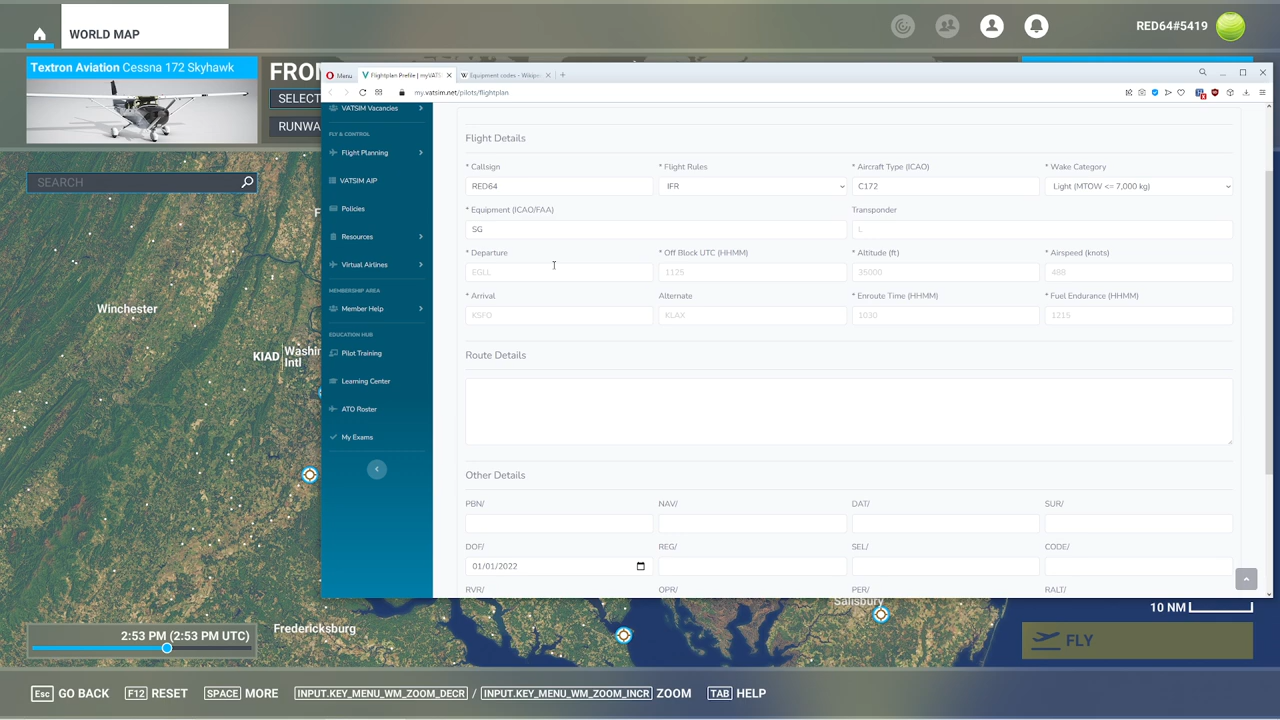 WORLD MAP
RED64#5419
Textron Aviation Cessna 172 Skyhawk
FROM
SELECT
RUNWA
SEARCH
Winchester
KIAD
Washin
Intl
Fredericksburg
Salisbury
10 NM
2:53 PM (2:53 PM UTC)
FLY
Menu
Flightplan Prefile | myVATS
Equipment codes - Wikipe
my.vatsim.net/pilots/flightplan
VATSIM Vacancies
FLY & CONTROL
Flight Planning
VATSIM AIP
Policies
Resources
Virtual Airlines
MEMBERSHIP AREA
Member Help
EDUCATION HUB
Pilot Training
Learning Center
ATO Roster
My Exams
Flight Details
* Callsign
* Flight Rules
* Aircraft Type (ICAO)
* Wake Category
RED64
IFR
C172
Light (MTOW <= 7,000 kg)
* Equipment (ICAO/FAA)
Transponder
SG
L
* Departure
* Off Block UTC (HHMM)
* Altitude (ft)
* Airspeed (knots)
EGLL
1125
35000
488
* Arrival
Alternate
* Enroute Time (HHMM)
* Fuel Endurance (HHMM)
KSFO
KLAX
1030
1215
Route Details
Other Details
PBN/
NAV/
DAT/
SUR/
DOF/
REG/
SEL/
CODE/
01/01/2022
RVR/
OPR/
PER/
RALT/
Esc GO BACK
F12 RESET
SPACE MORE
INPUT.KEY_MENU_WM_ZOOM_DECR / INPUT.KEY_MENU_WM_ZOOM_INCR ZOOM
TAB HELP